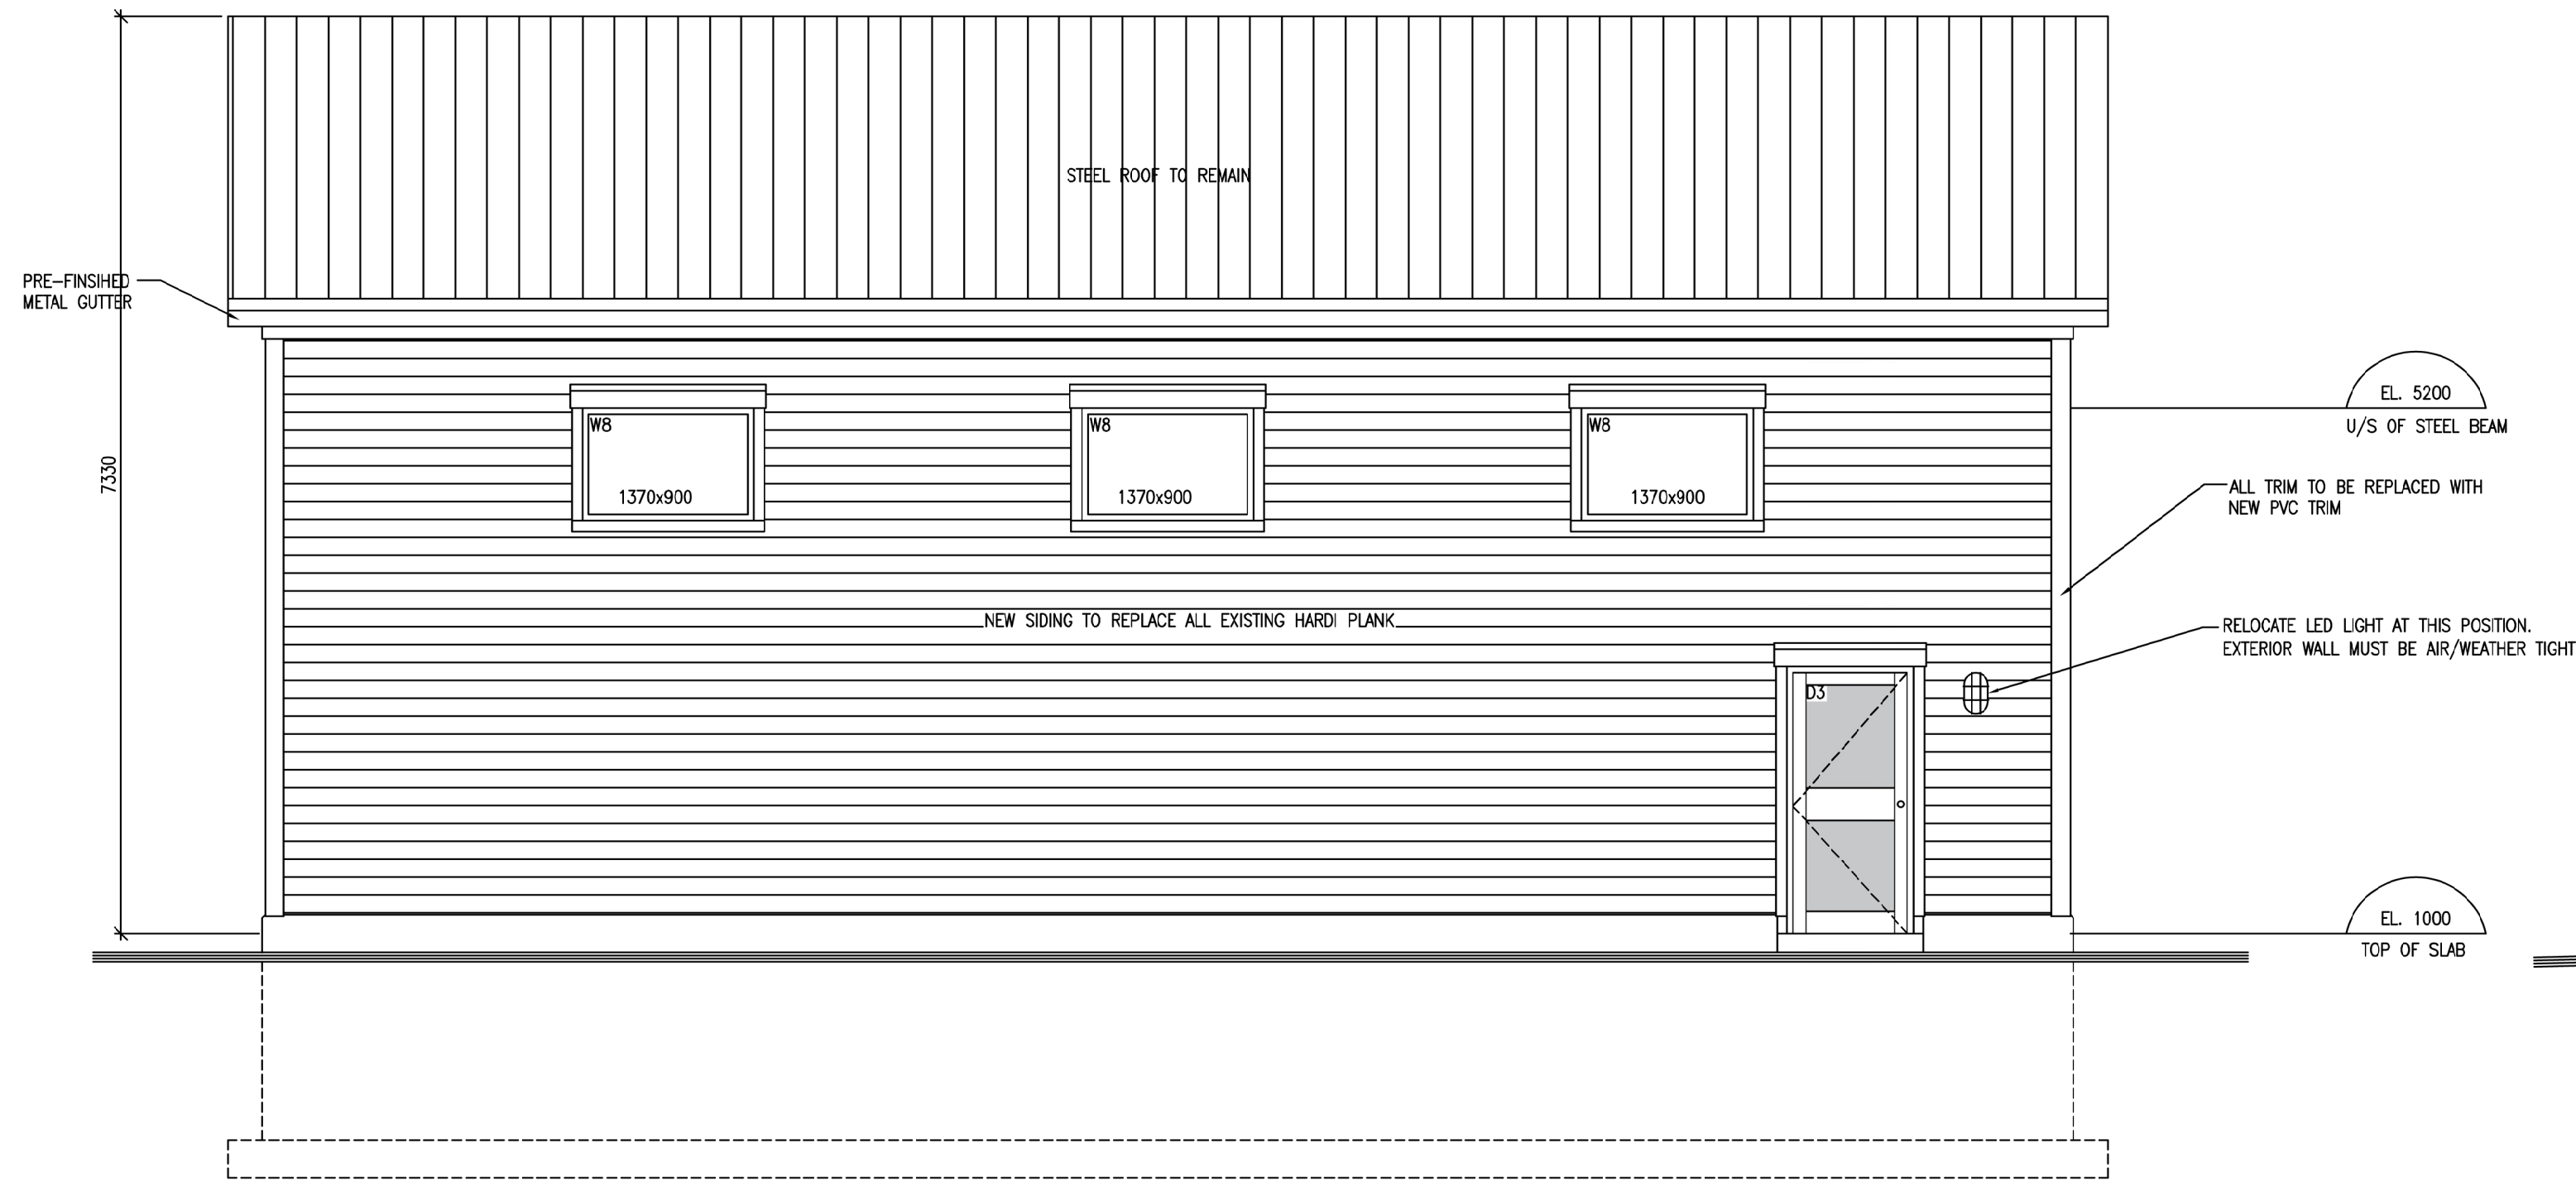 STEEL ROOF TO REMAIN
PRE-FINSIHED
METAL GUTTER
7330
W8
1370x900
W8
1370x900
W8
1370x900
EL. 5200
U/S OF STEEL BEAM
ALL TRIM TO BE REPLACED WITH
NEW PVC TRIM
NEW SIDING TO REPLACE ALL EXISTING HARDI PLANK
RELOCATE LED LIGHT AT THIS POSITION.
EXTERIOR WALL MUST BE AIR/WEATHER TIGHT
D3
EL. 1000
TOP OF SLAB